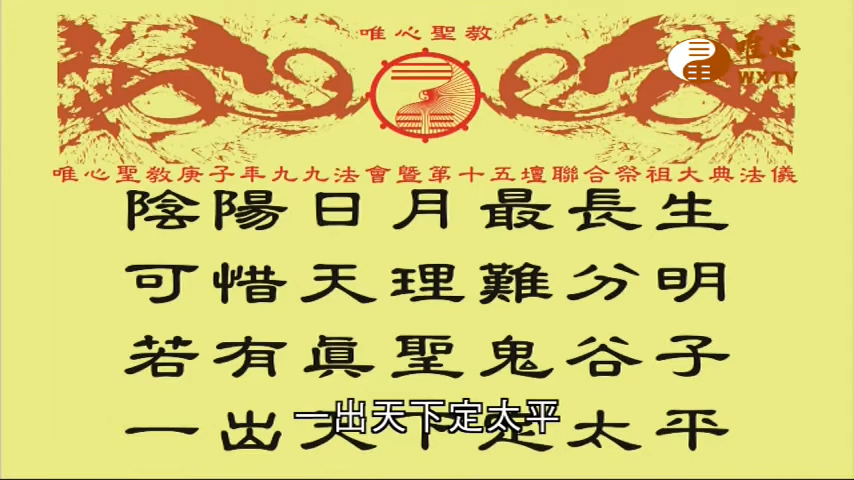 唯心聖教
唯心
WXTV
唯心聖教庚子年九九法會暨第十五壇聯合祭祖大典法儀
陰陽日月最長生
可惜天理難分明
若有眞聖鬼谷子
一出天下定太平
一出天下定太平